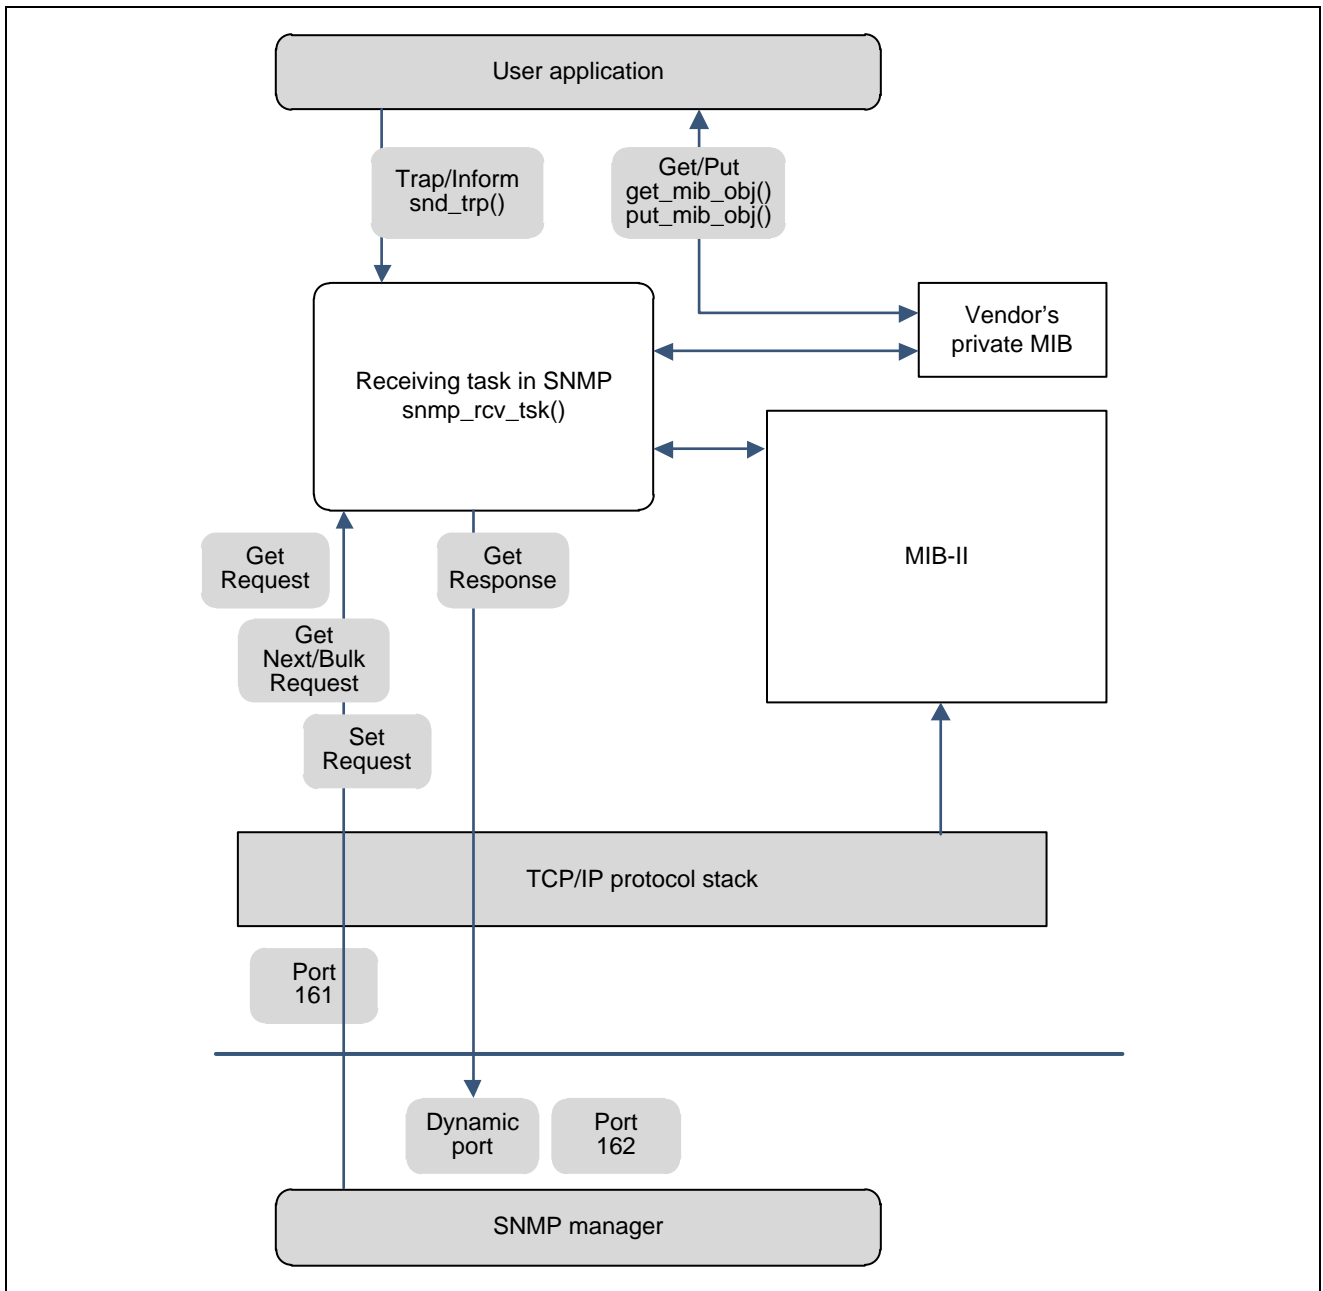 User application
Trap/Inform
snd_trp()
Get/Put
get_mib_obj()
put_mib_obj()
Receiving task in SNMP
snmp_rcv_tsk()
Vendor's
private MIB
MIB-II
Get
Request
Get
Response
Get
Next/Bulk
Request
Set
Request
TCP/IP protocol stack
Port
161
Dynamic
port
Port
162
SNMP manager